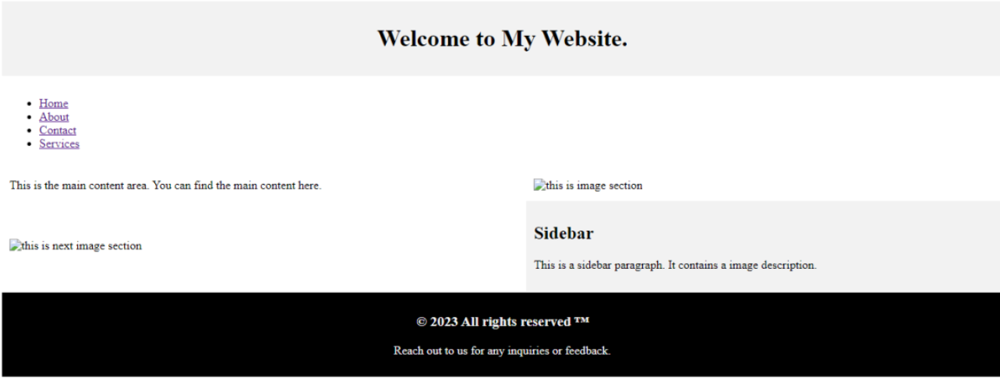 Welcome to My Website.
Home
About
Contact
Services
This is the main content area. You can find the main content here.
this is image section
this is next image section
Sidebar
This is a sidebar paragraph. It contains a image description.
© 2023 All rights reserved ™
Reach out to us for any inquiries or feedback.